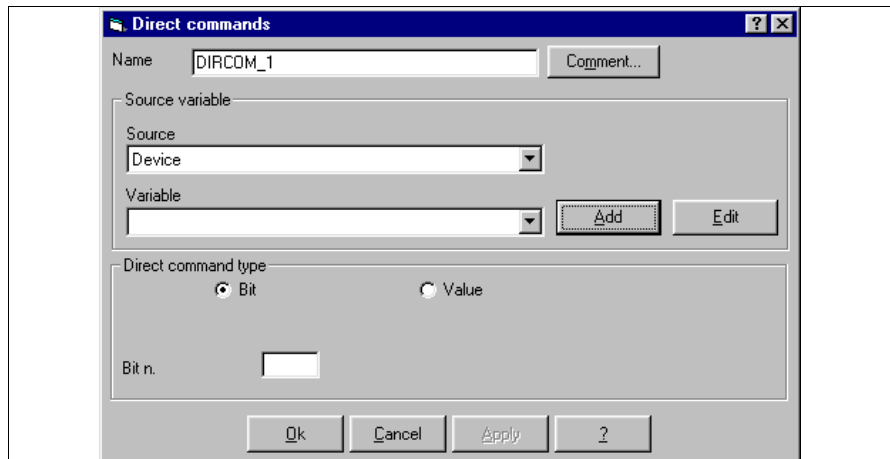 Direct commands
Name DIRCOM_1 Comment...
Source variable
Source
Device
Variable
Add Edit
Direct command type
Bit Value
Bit n.
Ok Cancel Apply ?